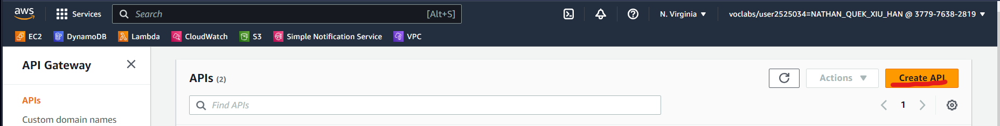 aws Services Search [Alt+S] N. Virginia voclabs/user2525034=NATHAN_QUEK_XIU_HAN @ 3779-7638-2819
EC2 DynamoDB Lambda CloudWatch S3 Simple Notification Service VPC
API Gateway
APIs (2) Actions Create API
APIs
Find APIs 1
Custom domain names